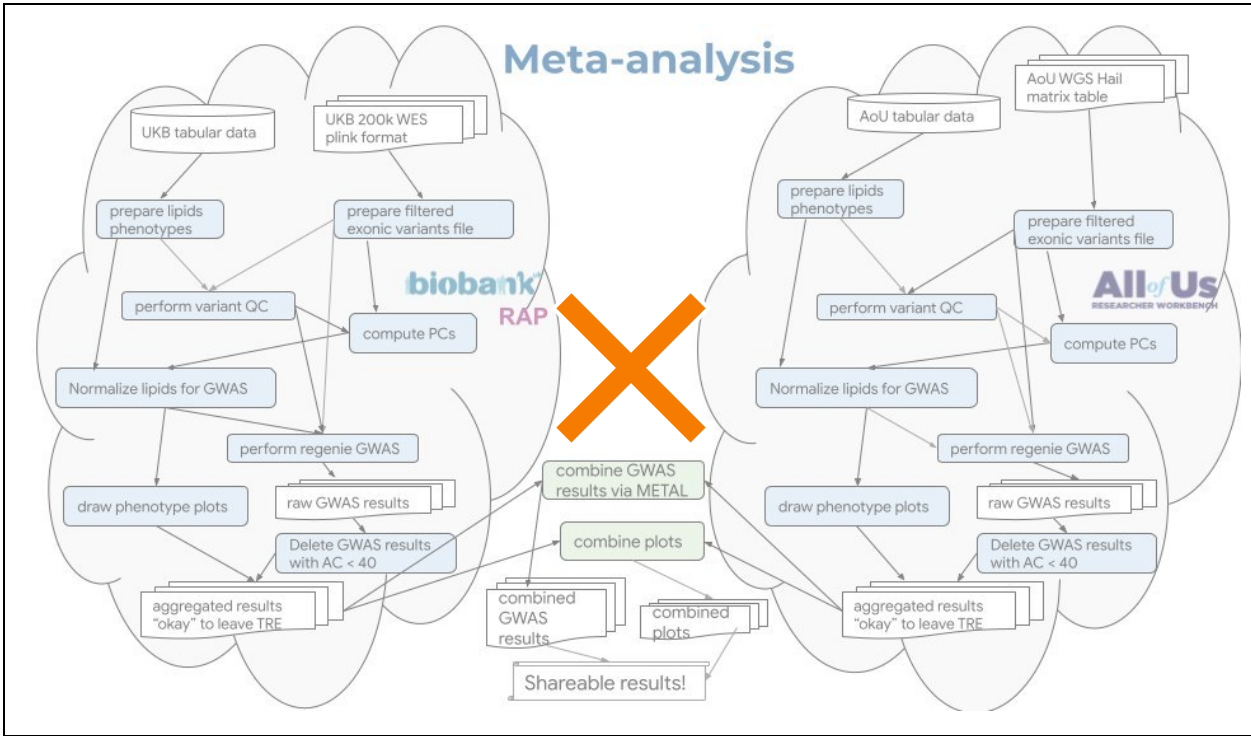 Meta-analysis
UKB tabular data
UKB 200k WES
plink format
prepare lipids
phenotypes
prepare filtered
exonic variants file
biobank uk
RAP
perform variant QC
compute PCs
Normalize lipids for GWAS
perform regenie GWAS
draw phenotype plots
raw GWAS results
Delete GWAS results
with AC < 40
aggregated results
“okay” to leave TRE
combine GWAS
results via METAL
combine plots
combined
GWAS
results
combined
plots
Shareable results!
AoU tabular data
AoU WGS Hail
matrix table
prepare lipids
phenotypes
prepare filtered
exonic variants file
All of Us
RESEARCHER WORKBENCH
perform variant QC
compute PCs
Normalize lipids for GWAS
perform regenie GWAS
draw phenotype plots
raw GWAS results
Delete GWAS results
with AC < 40
aggregated results
“okay” to leave TRE